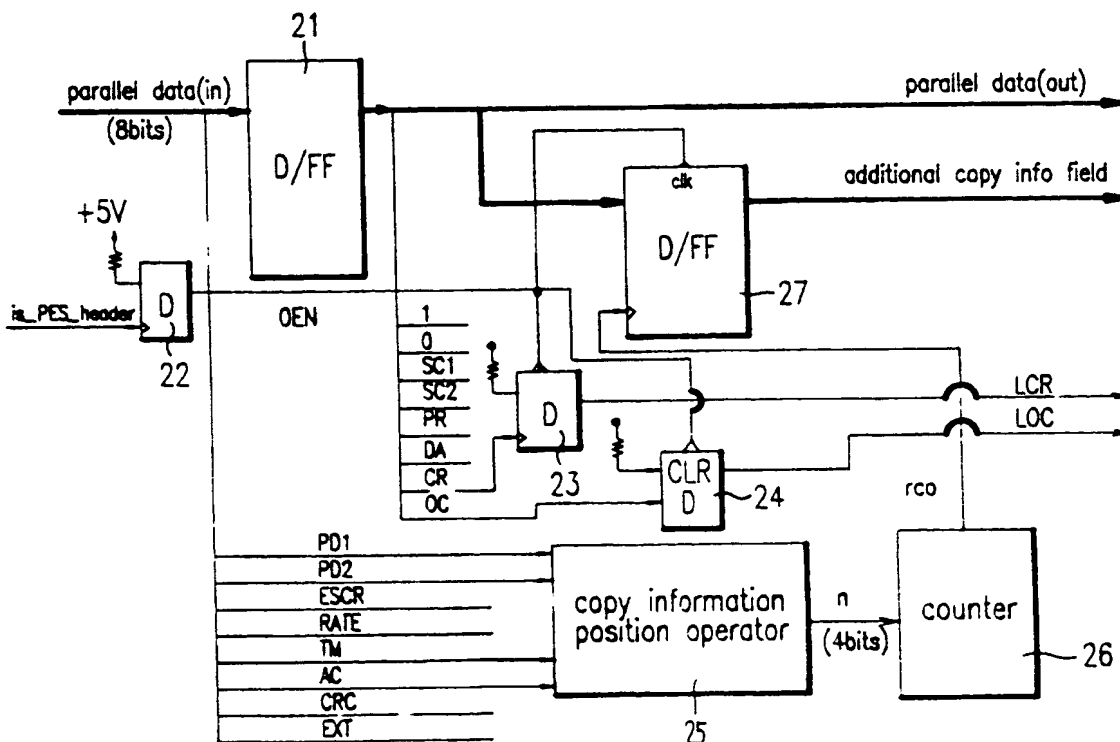 21
parallel data(in)
(8bits)
D/FF
parallel data(out)
clk
additional copy info field
D/FF
27
+5V
is_PES_header
D
22
OEN
1
0
SC1
SC2
PR
DA
CR
OC
D
23
CLR
D
24
LCR
LOC
rco
PD1
PD2
ESCR
RATE
TM
AC
CRC
EXT
copy information
position operator
25
n
(4bits)
counter
26